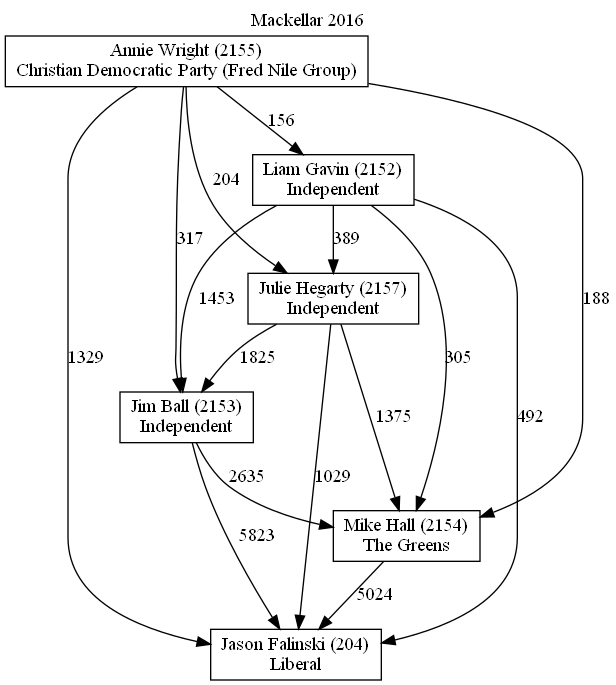 Mackellar 2016
Annie Wright (2155)
Christian Democratic Party (Fred Nile Group)
156
Liam Gavin (2152)
Independent
204
317
389
Julie Hegarty (2157)
Independent
1453
188
1329
1825
305
Jim Ball (2153)
Independent
1375
492
2635
1029
Mike Hall (2154)
The Greens
5823
5024
Jason Falinski (204)
Liberal